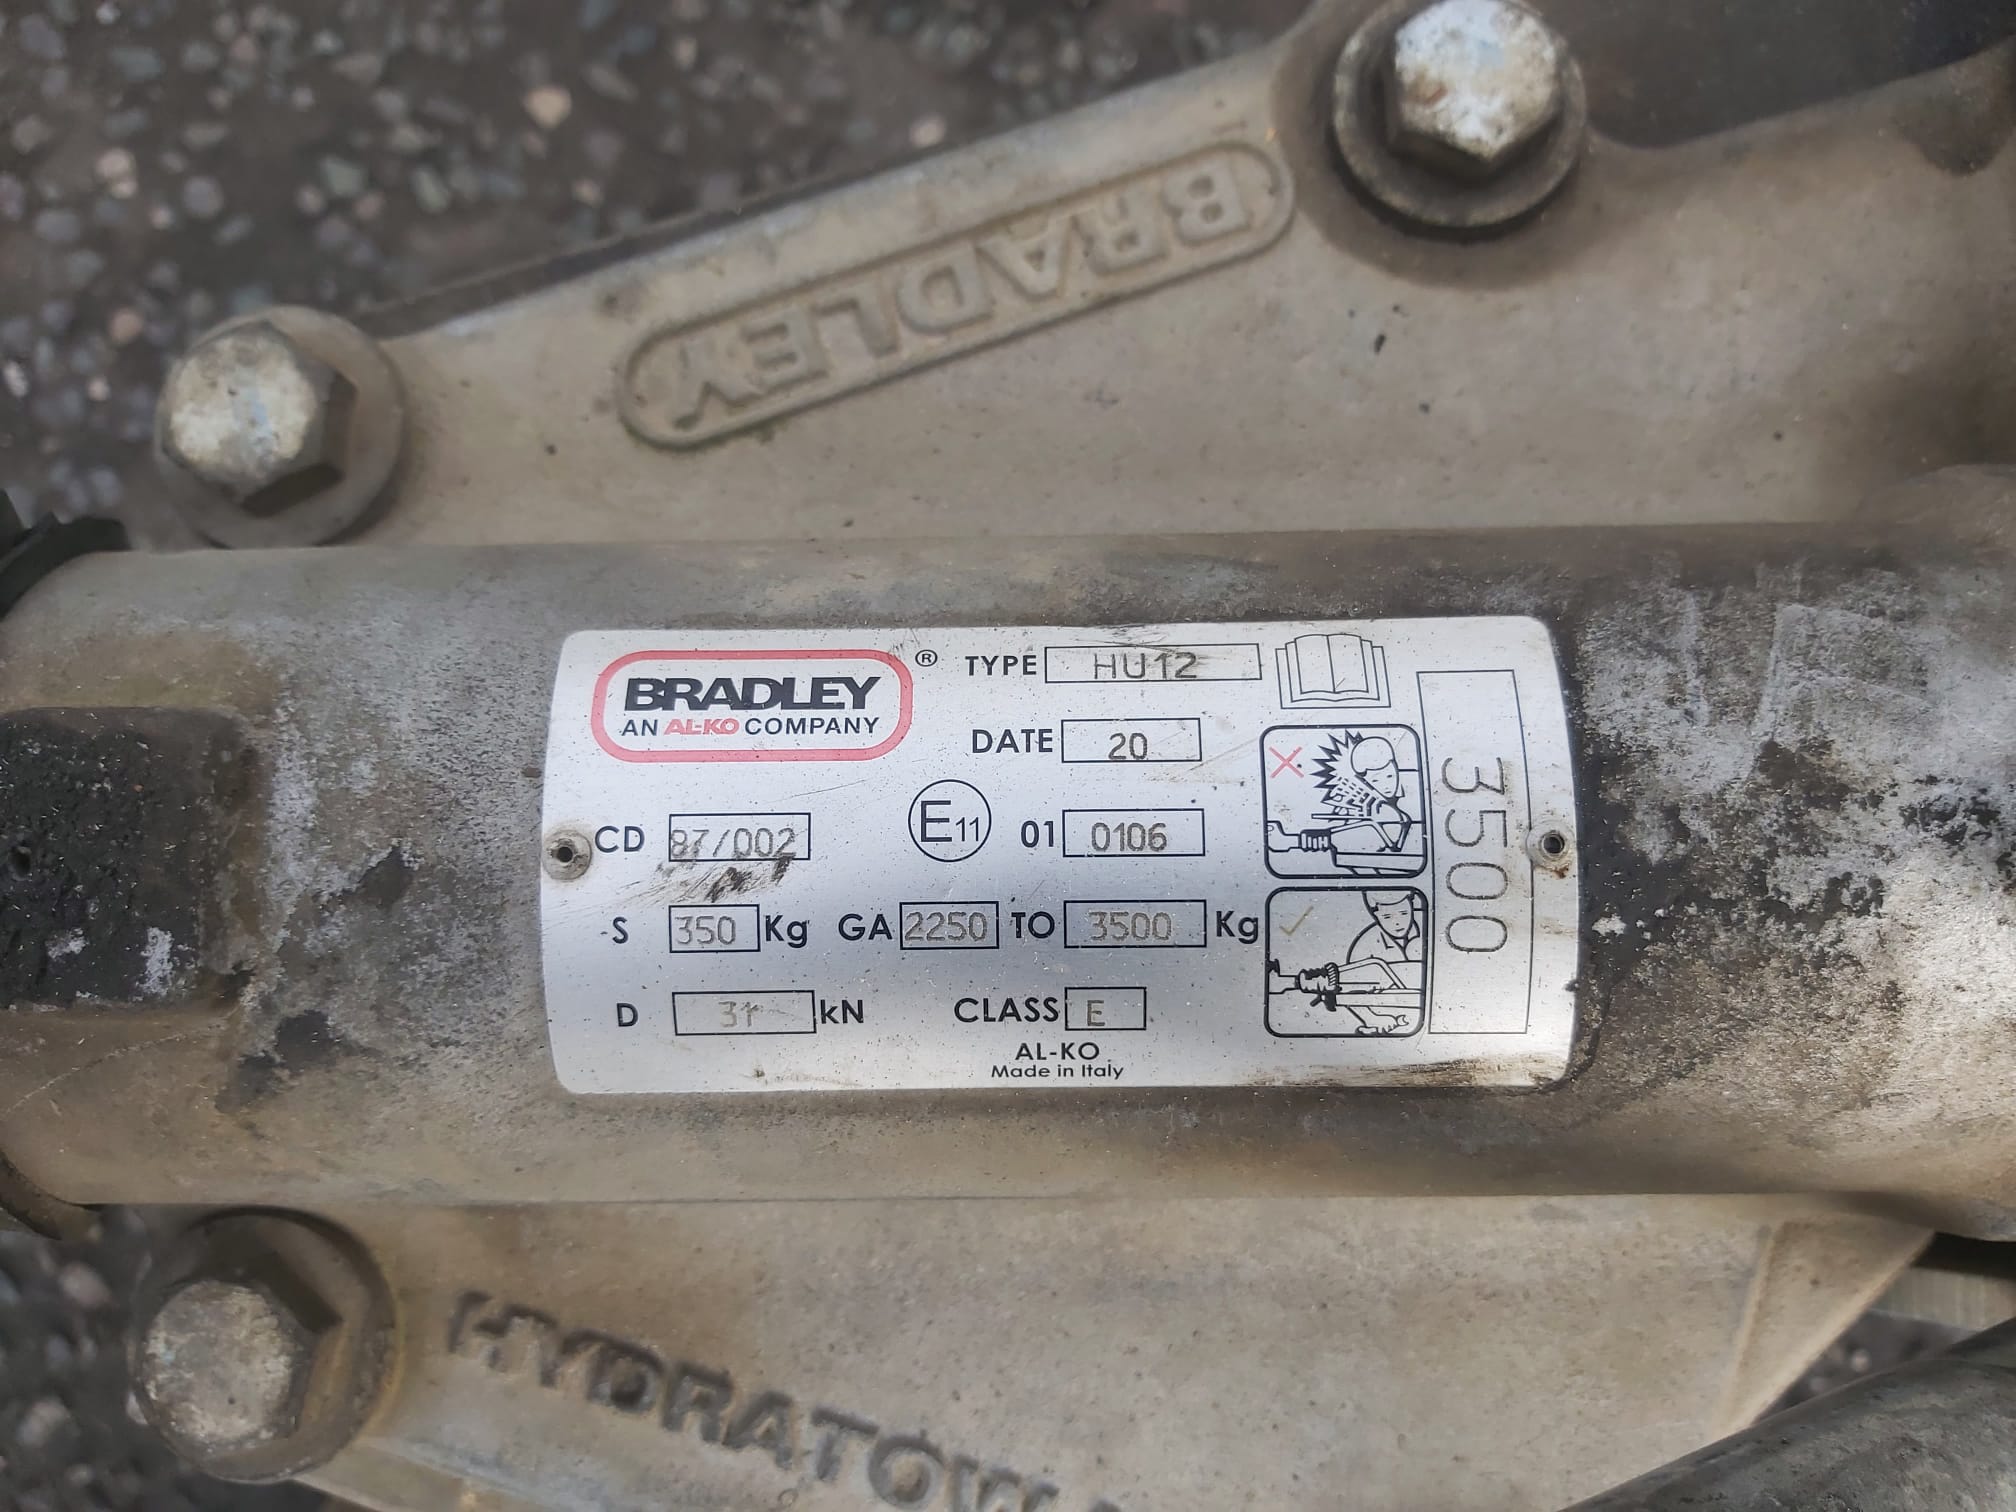 BRADLEY
BRADLEY ®
AN AL-KO COMPANY
TYPE HU12
DATE 20
CD 87/002 E11 01 0106
S 350 Kg GA 2250 TO 3500 Kg
D 31 kN CLASS E
AL-KO
Made in Italy
3500
HYDRATOW